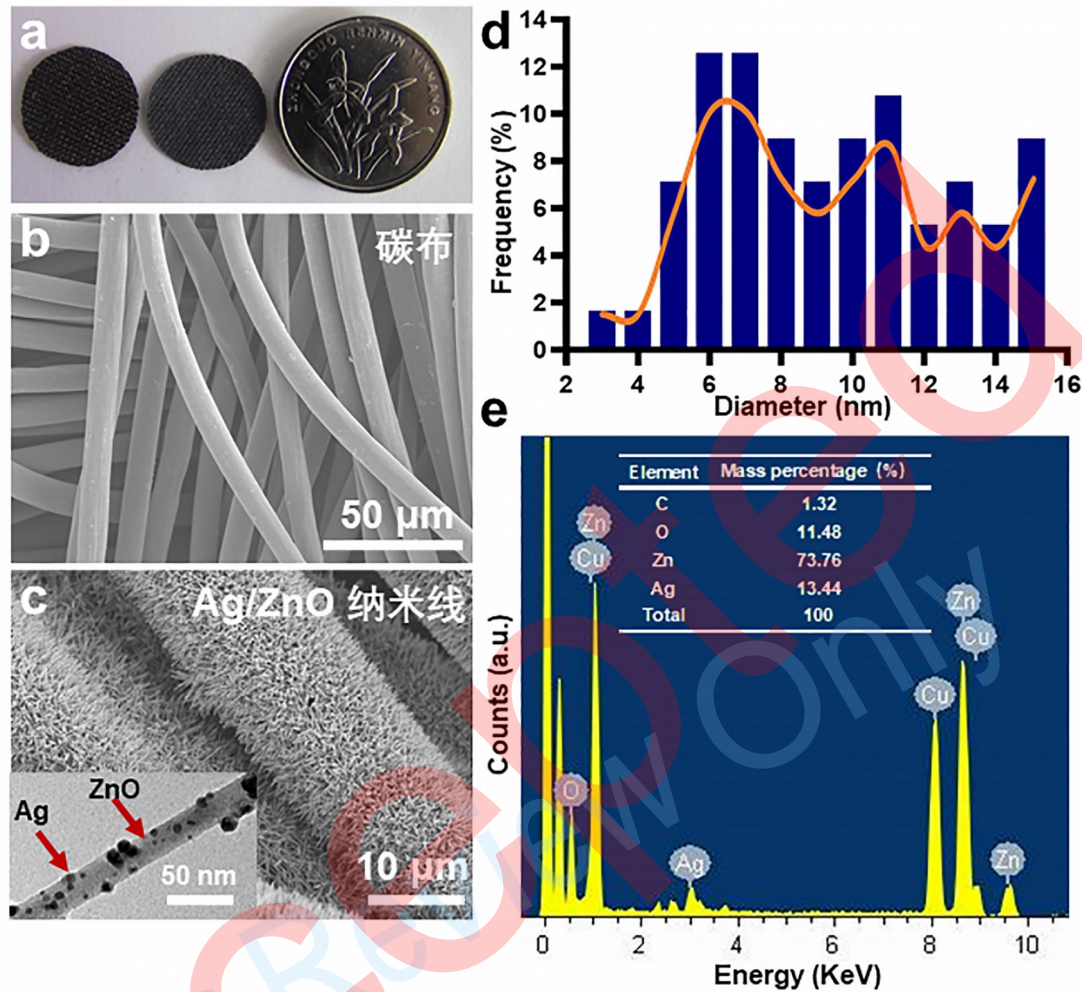 a
ZHONGGUO RENMIN YINHANG
b
碳布
50 μm
c
Ag/ZnO 纳米线
Ag
ZnO
50 nm
10 μm
d
Frequency (%)
14
12
10
8
6
4
2
0
2 4 6 8 10 12 14 16
Diameter (nm)
e
Counts (a.u.)
Element Mass percentage (%)
C 1.32
O 11.48
Zn 73.76
Ag 13.44
Total 100
Zn
Cu
O
Ag
Zn
Cu
Cu
Zn
0 2 4 6 8 10
Energy (KeV)
Review Only